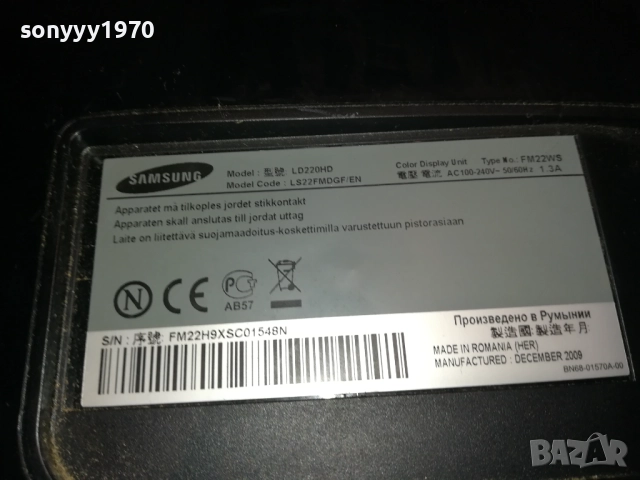 sonyyy1970
SAMSUNG
Model : 型號 LD220HD
Model Code : LS22FMDGF/EN
Color Display Unit Type No. FM22WS
電壓 電流 AC100-240V~ 50/60Hz 1.3A
Apparatet må tilkoples jordet stikkontakt
Apparaten skall anslutas till jordat uttag
Laite on liitettävä suojamaadoitus-koskettimilla varustettuun pistorasiaan
N CE PC AB57
S/N : 序號 FM22H9XSC01548N
Произведено в Румынии
製造國 製造年月
MADE IN ROMANIA (HER)
MANUFACTURED : DECEMBER 2009
BN68-01570A-00
BAZAR